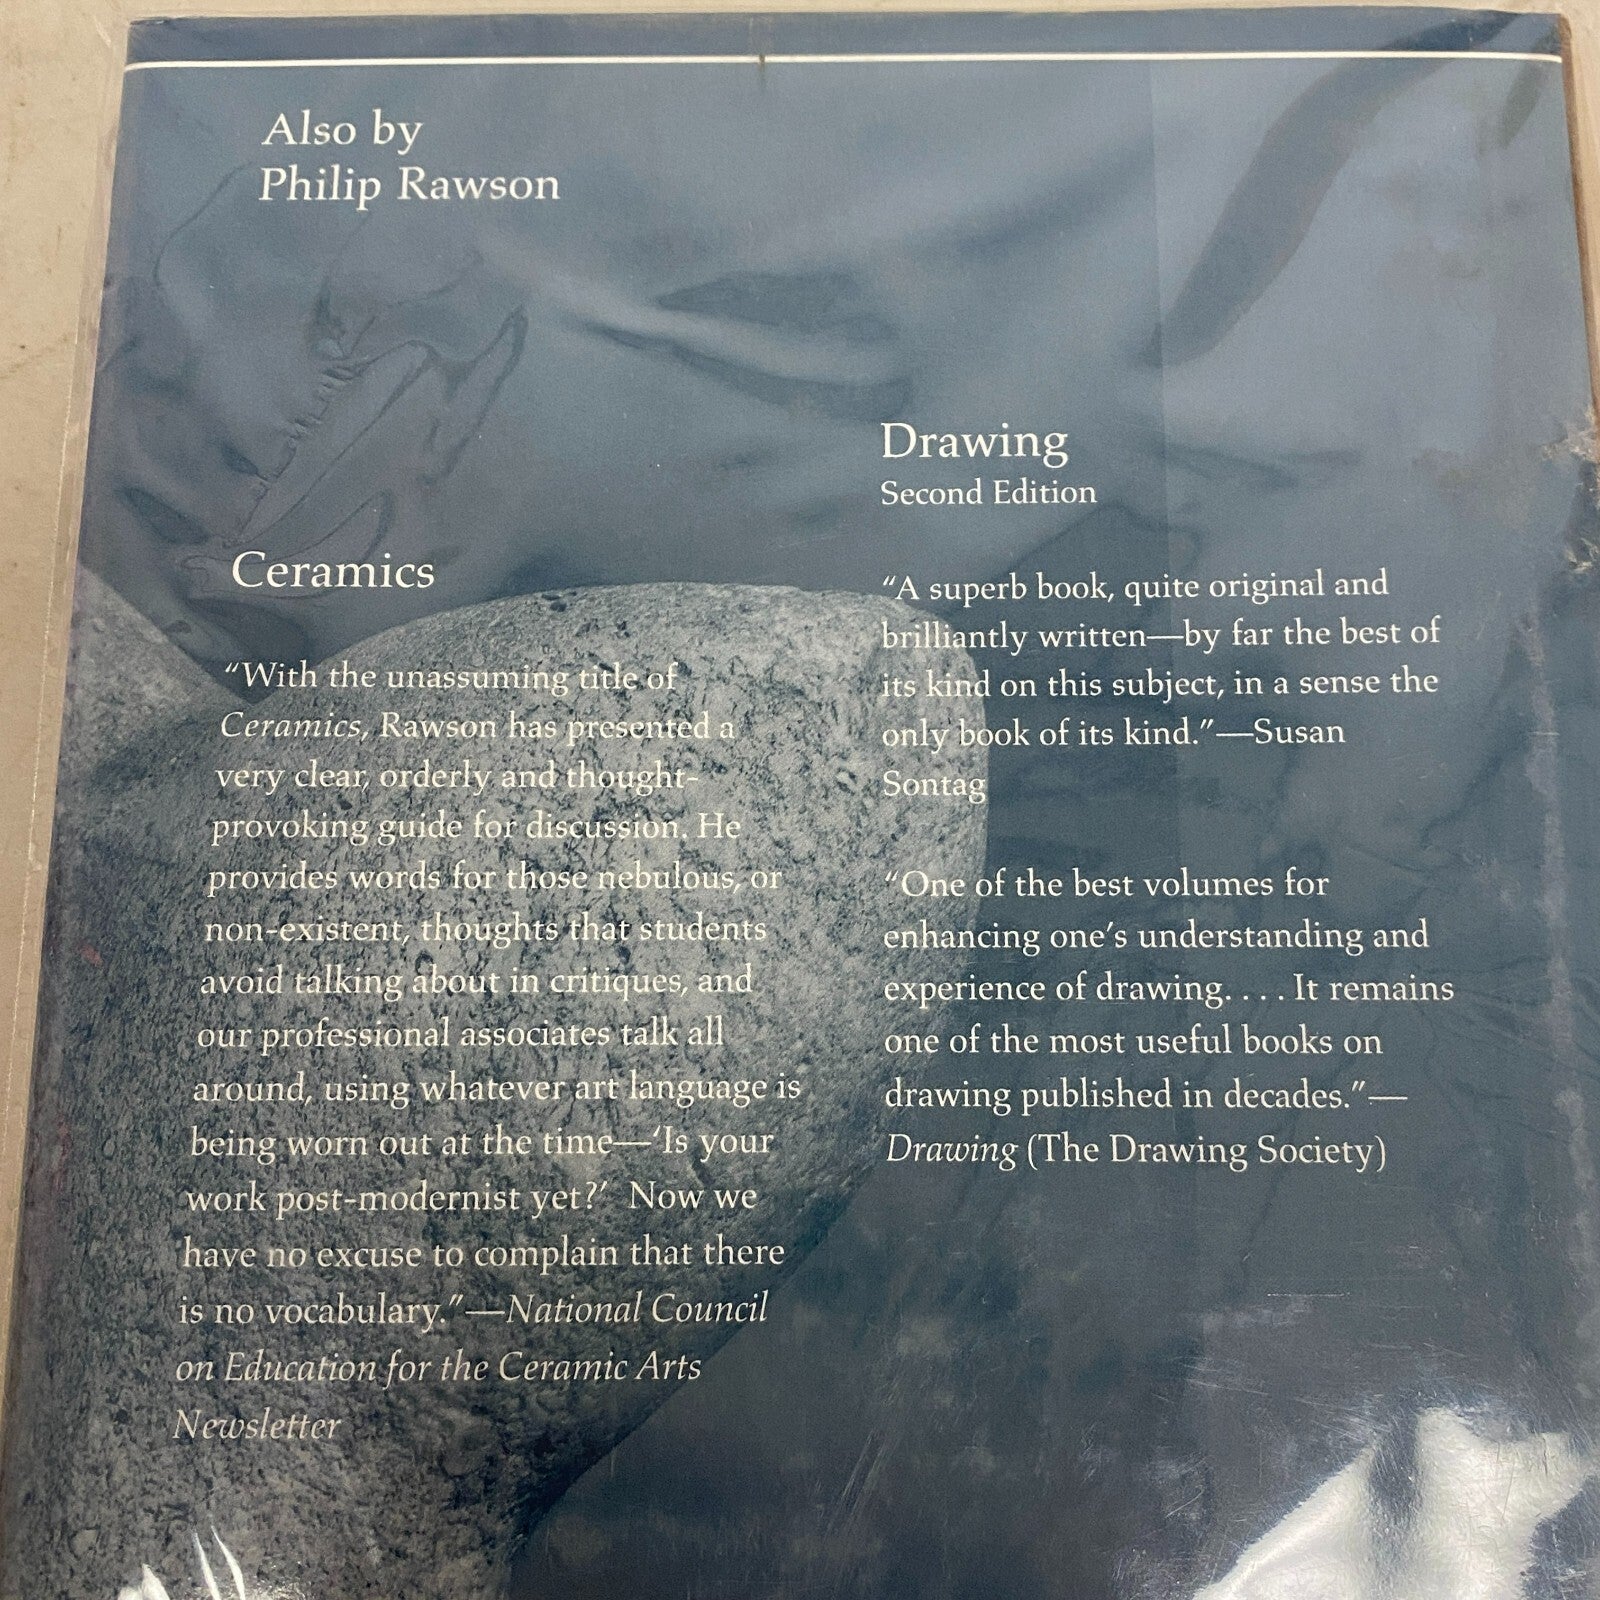 Also by
Philip Rawson
Ceramics
“With the unassuming title of
Ceramics, Rawson has presented a
very clear, orderly and thought-
provoking guide for discussion. He
provides words for those nebulous, or
non-existent, thoughts that students
avoid talking about in critiques, and
our professional associates talk all
around, using whatever art language is
being worn out at the time—‘Is your
work post-modernist yet?’ Now we
have no excuse to complain that there
is no vocabulary.”—National Council
on Education for the Ceramic Arts
Newsletter
Drawing
Second Edition
“A superb book, quite original and
brilliantly written—by far the best of
its kind on this subject, in a sense the
only book of its kind.”—Susan
Sontag
“One of the best volumes for
enhancing one’s understanding and
experience of drawing. . . . It remains
one of the most useful books on
drawing published in decades.”—
Drawing (The Drawing Society)